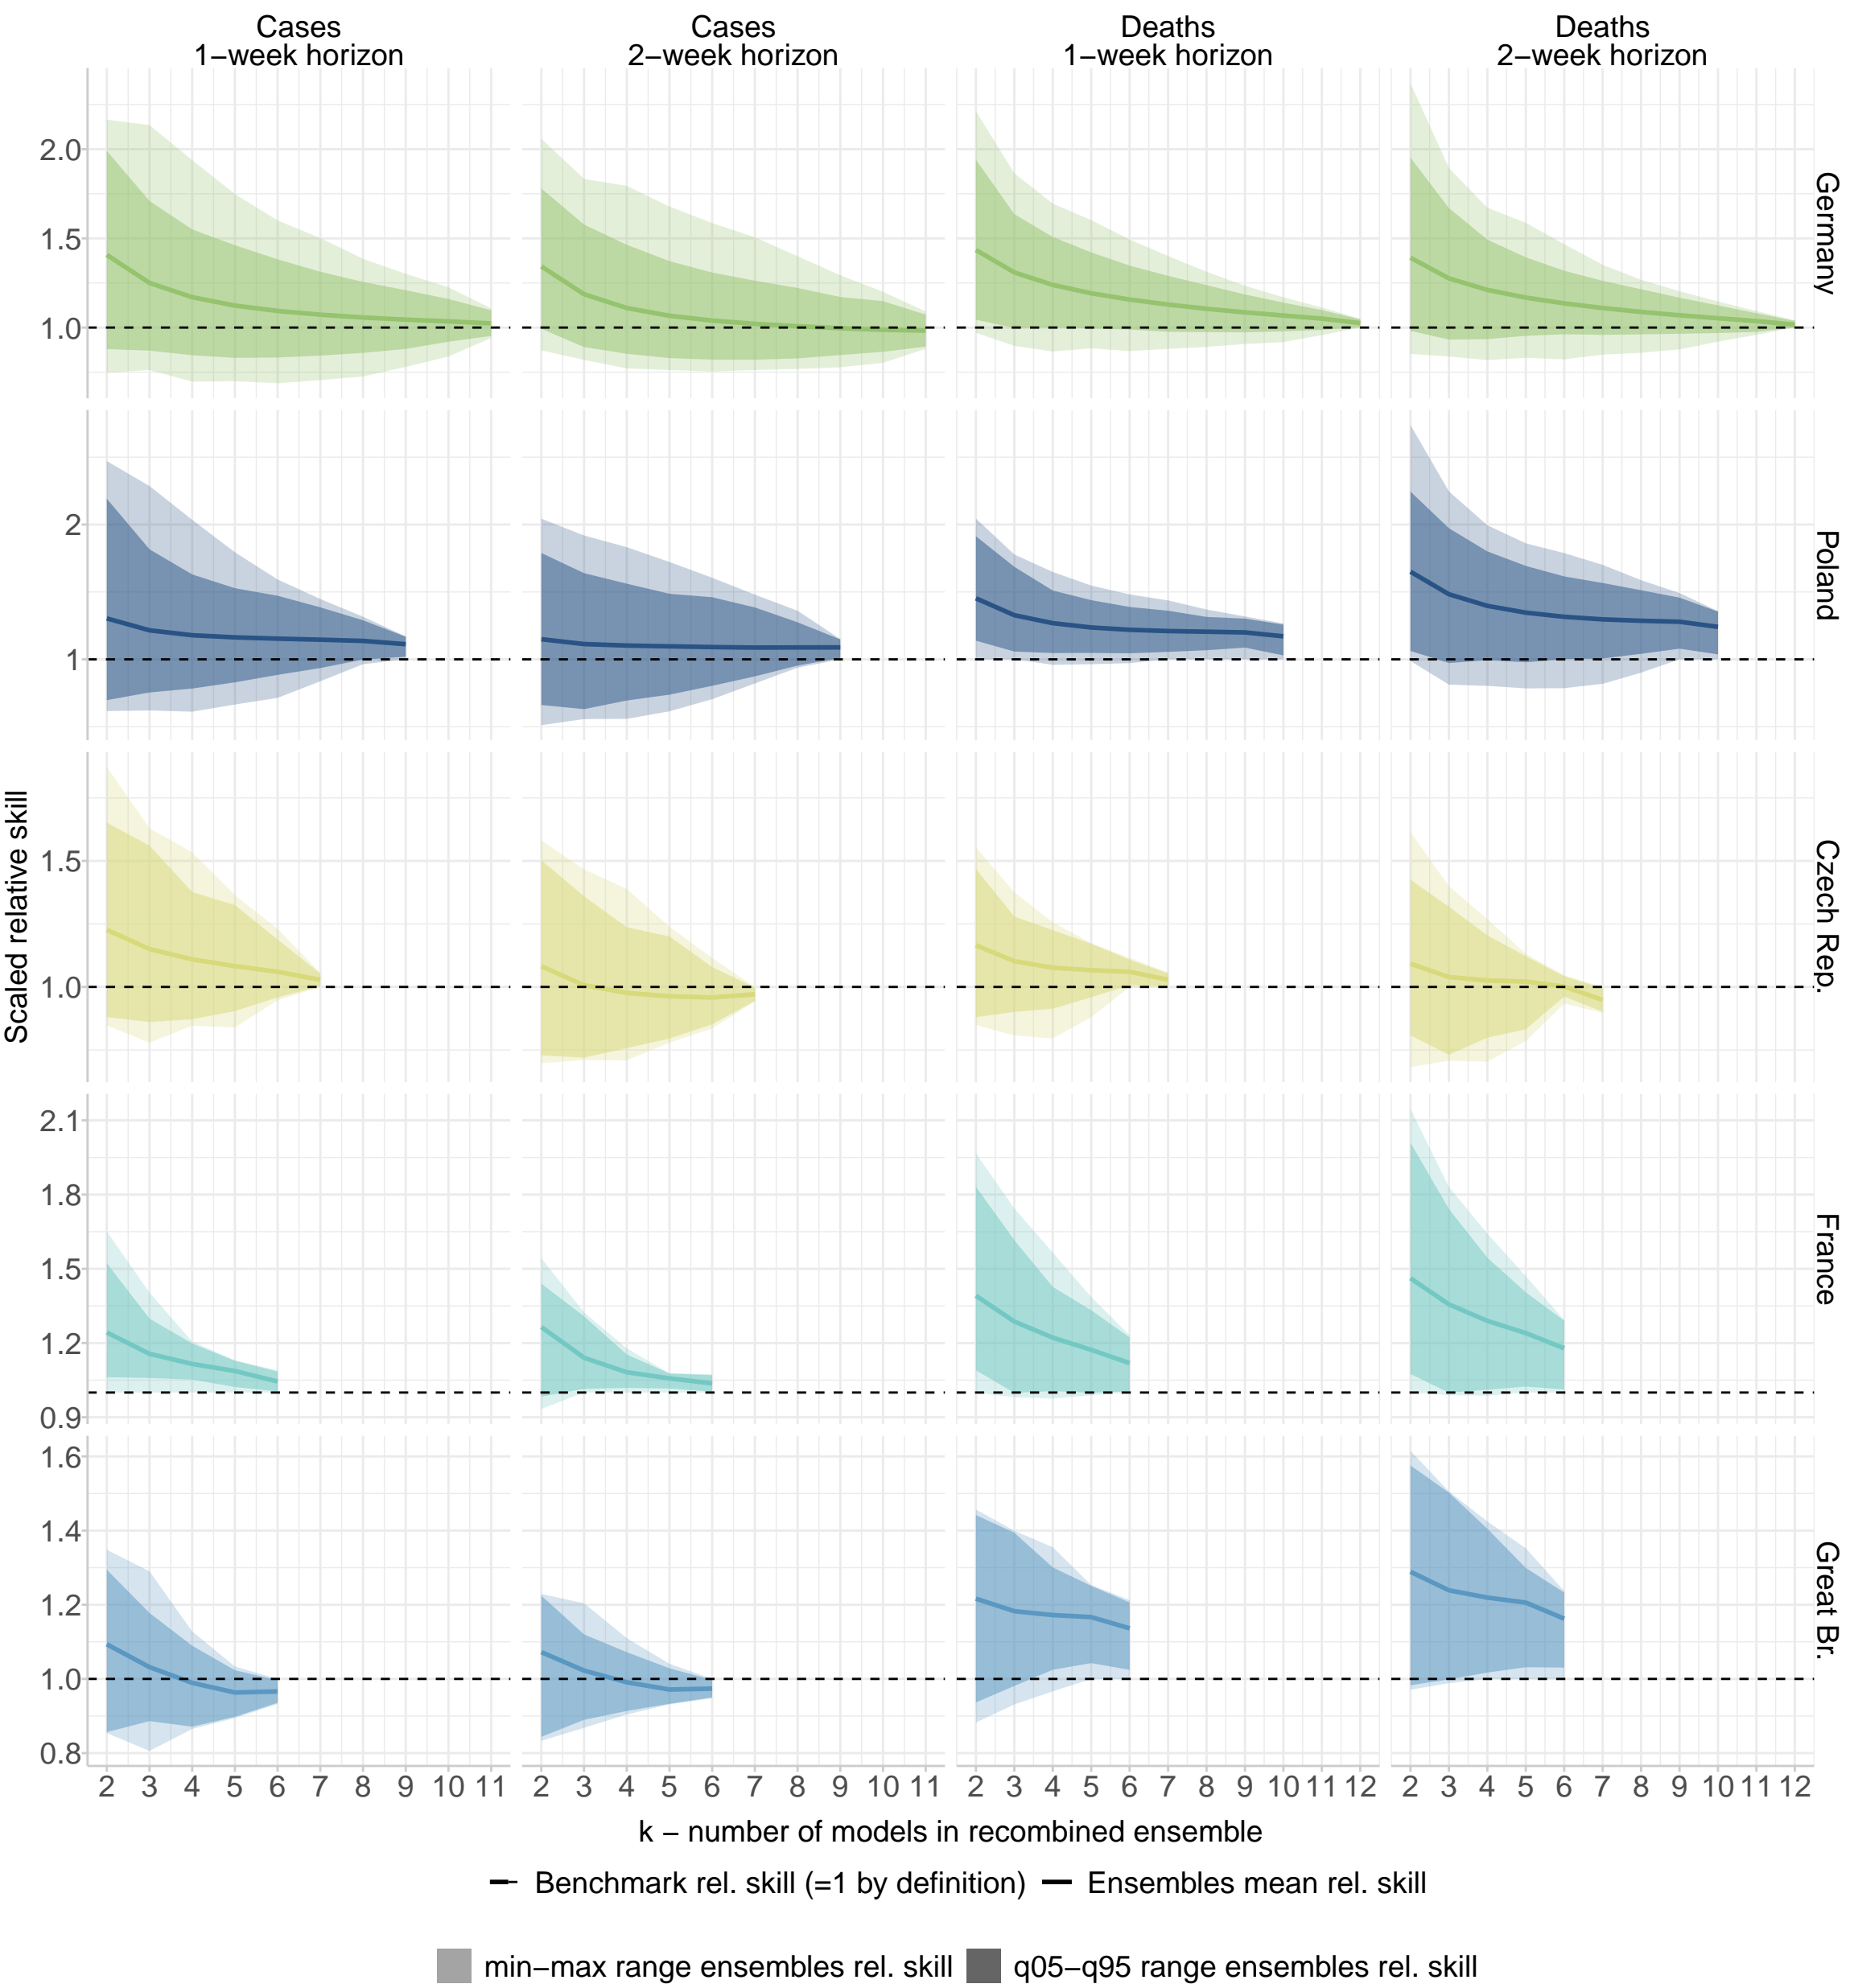 Cases
1−week horizon
Cases
2−week horizon
Deaths
1−week horizon
Deaths
2−week horizon
2.0
1.5
1.0
Germany
2
1
Poland
1.5
1.0
Czech Rep.
2.1
1.8
1.5
1.2
0.9
France
1.6
1.4
1.2
1.0
0.8
Great Br.
Scaled relative skill
2 3 4 5 6 7 8 9 10 11
2 3 4 5 6 7 8 9 10 11
2 3 4 5 6 7 8 9 10 11 12
2 3 4 5 6 7 8 9 10 11 12
k − number of models in recombined ensemble
Benchmark rel. skill (=1 by definition)
Ensembles mean rel. skill
min−max range ensembles rel. skill
q05−q95 range ensembles rel. skill